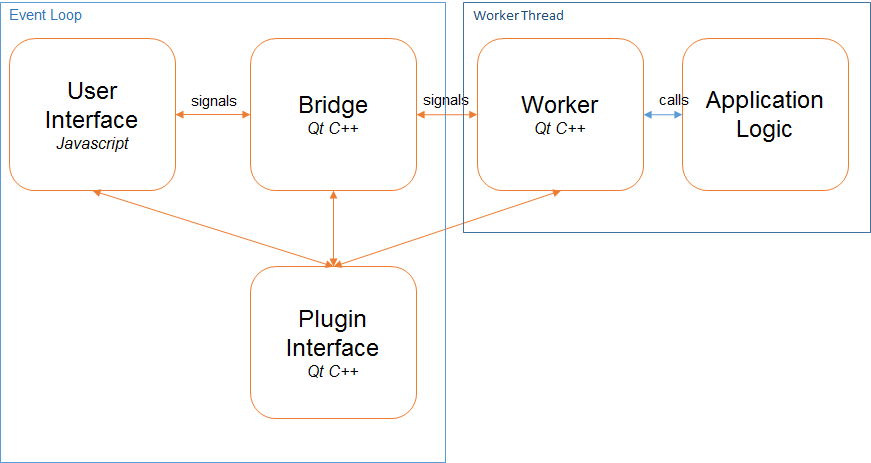 Event Loop
Worker Thread
User
Interface
Javascript
signals
Bridge
Qt C++
signals
Worker
Qt C++
calls
Application
Logic
Plugin
Interface
Qt C++